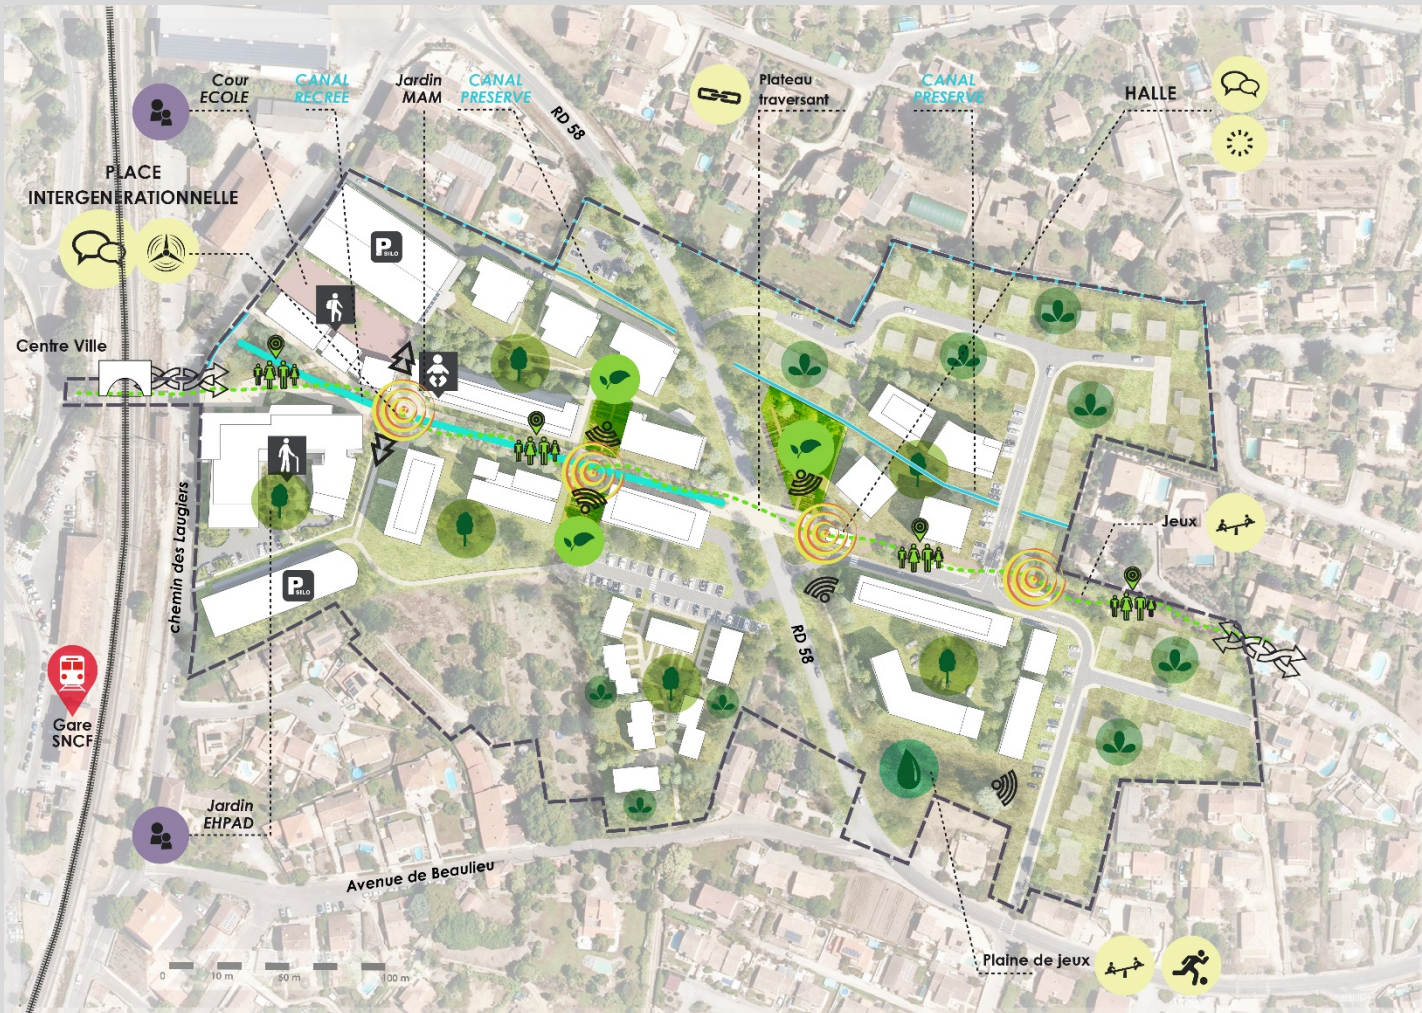 Cour
ECOLE
CANAL
RECREE
Jardin
MAM
CANAL
PRESERVE
RD 58
Plateau
traversant
CANAL
PRESERVE
HALLE
PLACE
INTERGENERATIONNELLE
P
SILO
Centre Ville
chemin des Laugiers
Jeux
P
SILO
RD 58
Gare
SNCF
Jardin
EHPAD
Avenue de Beaulieu
Plaine de jeux
0 10 m 50 m 100 m